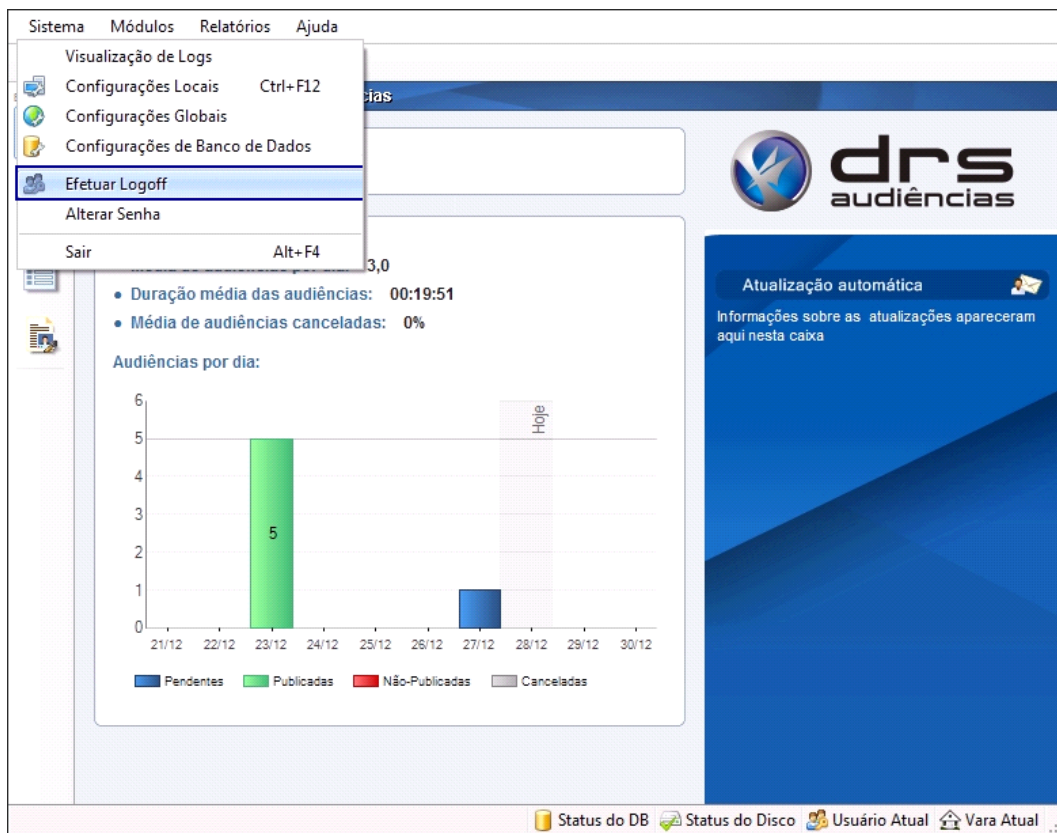 Sistema Módulos Relatórios Ajuda
Visualização de Logs
Configurações Locais Ctrl+F12
Configurações Globais
Configurações de Banco de Dados
Efetuar Logoff
Alterar Senha
Sair Alt+F4
drs
audiências
3,0
• Duração média das audiências: 00:19:51
• Média de audiências canceladas: 0%
Audiências por dia:
Atualização automática
Informações sobre as atualizações apareceram
aqui nesta caixa
6
5
4
3
2
1
0
Hoje
5
21/12 22/12 23/12 24/12 25/12 26/12 27/12 28/12 29/12 30/12
Pendentes Publicadas Não-Publicadas Canceladas
Status do DB Status do Disco Usuário Atual Vara Atual